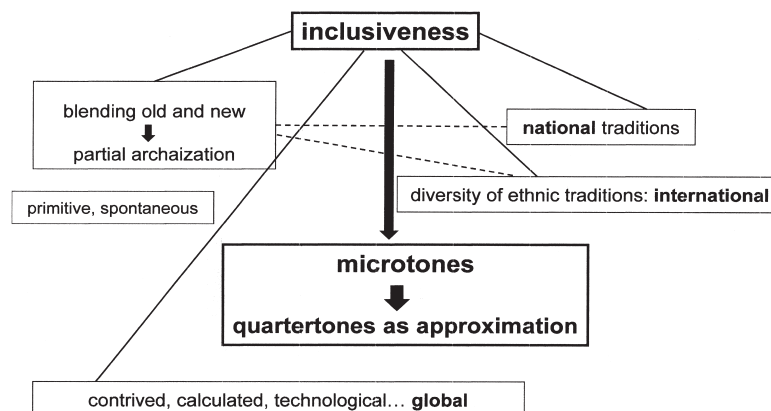 inclusiveness
blending old and new
partial archaization
national traditions
diversity of ethnic traditions: international
primitive, spontaneous
microtones
quartertones as approximation
contrived, calculated, technological... global